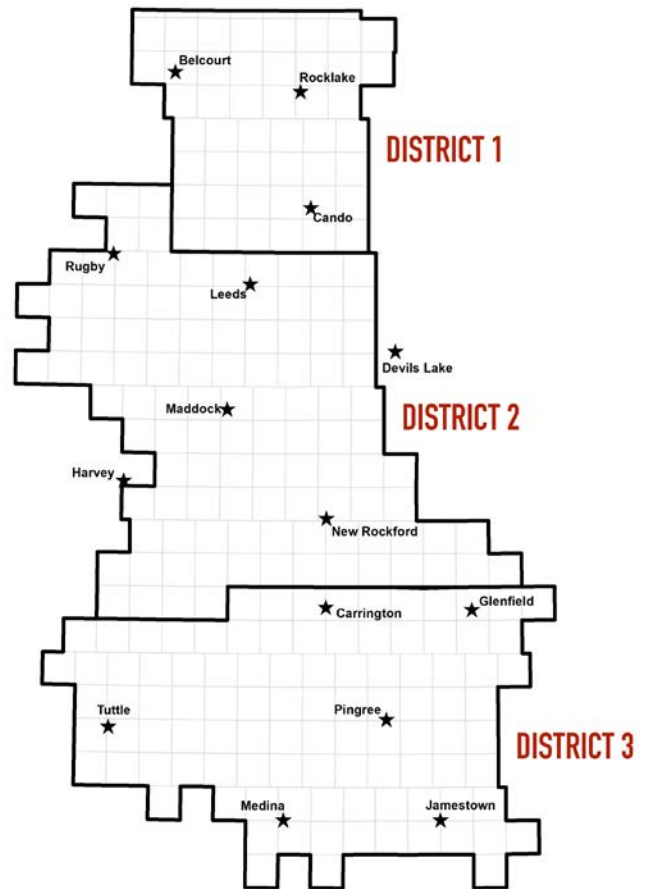 Belcourt
Rocklake
DISTRICT 1
Cando
Rugby
Leeds
Devils Lake
Maddock
DISTRICT 2
Harvey
New Rockford
Carrington
Glenfield
Tuttle
Pingree
DISTRICT 3
Medina
Jamestown